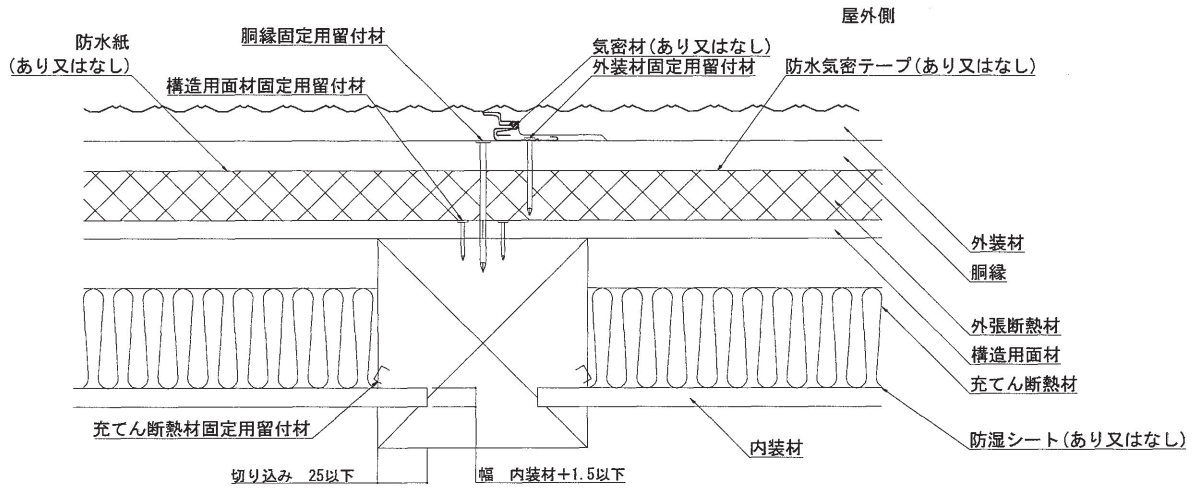 屋外側
防水紙
(あり又はなし)
胴縁固定用留付材
構造用面材固定用留付材
気密材(あり又はなし)
外装材固定用留付材
防水気密テープ(あり又はなし)
外装材
胴縁
外張断熱材
構造用面材
充てん断熱材
防湿シート(あり又はなし)
内装材
充てん断熱材固定用留付材
切り込み 25以下
幅 内装材+1.5以下